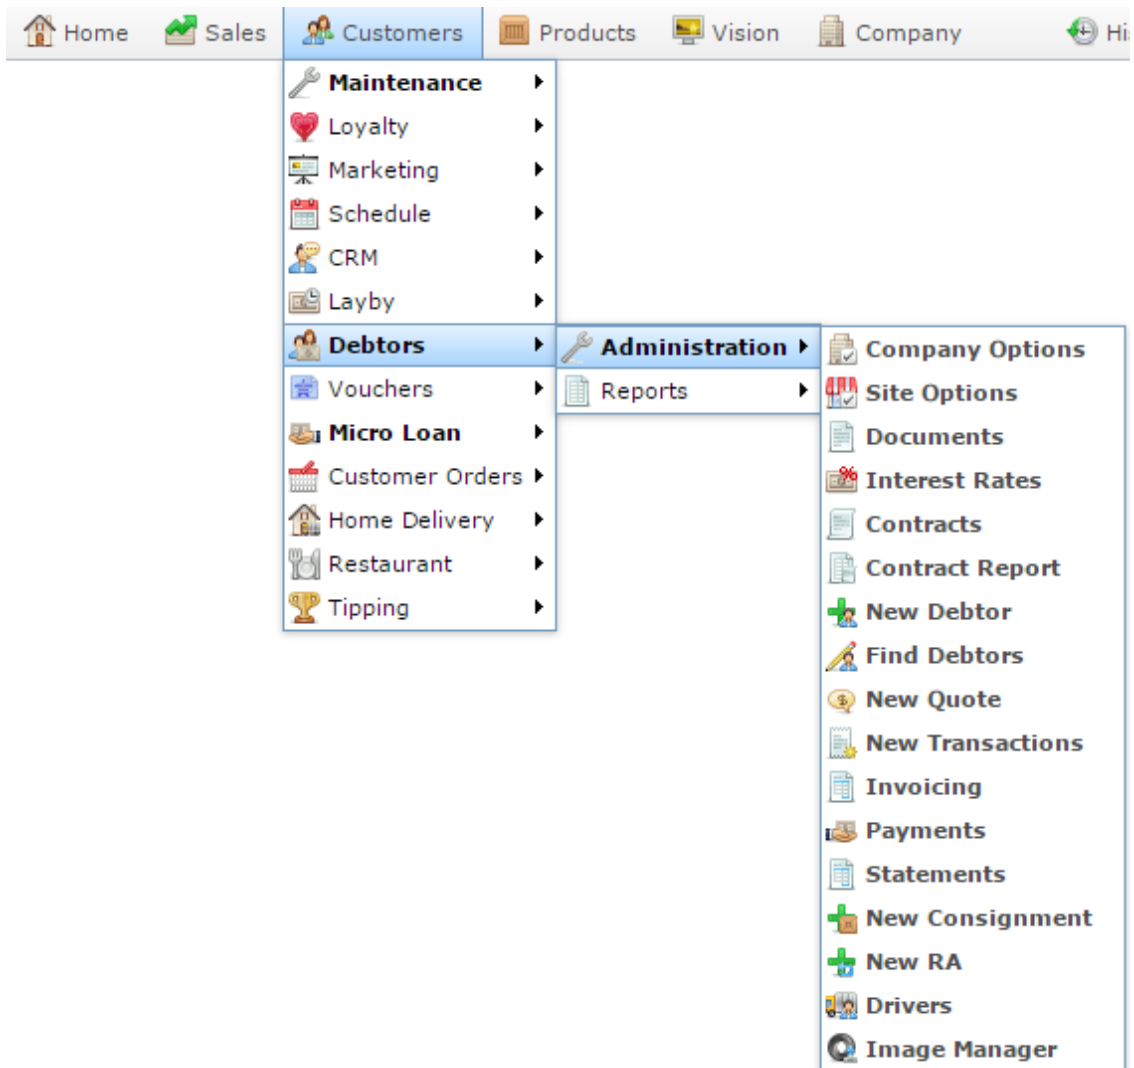 Home Sales Customers Products Vision Company Hi
Maintenance
Loyalty
Marketing
Schedule
CRM
Layby
Debtors
Vouchers
Micro Loan
Customer Orders
Home Delivery
Restaurant
Tipping
Administration
Reports
Company Options
Site Options
Documents
Interest Rates
Contracts
Contract Report
New Debtor
Find Debtors
New Quote
New Transactions
Invoicing
Payments
Statements
New Consignment
New RA
Drivers
Image Manager